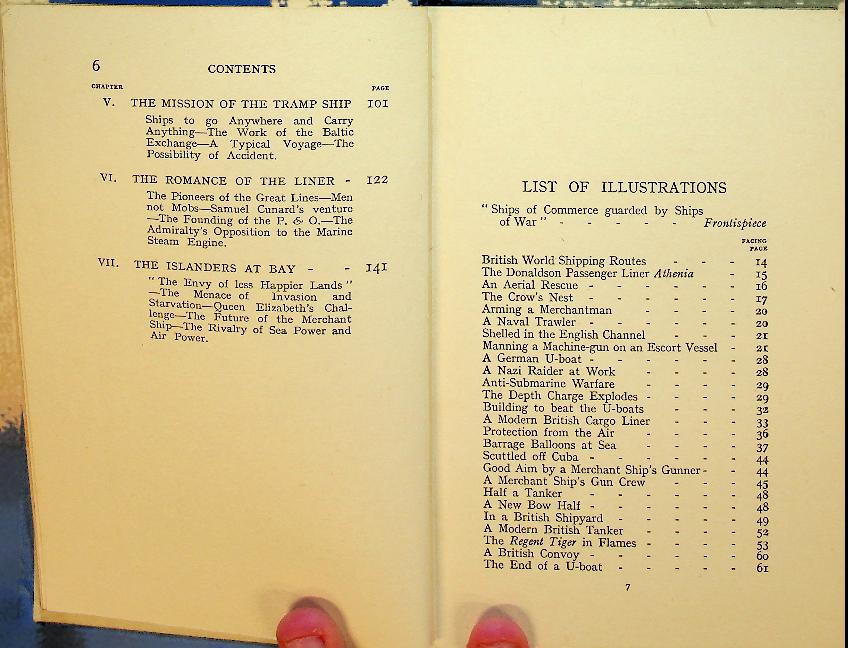 6 CONTENTS
CHAPTER PAGE
V. THE MISSION OF THE TRAMP SHIP 101
Ships to go Anywhere and Carry
Anything—The Work of the Baltic
Exchange—A Typical Voyage—The
Possibility of Accident.
VI. THE ROMANCE OF THE LINER - 122
The Pioneers of the Great Lines—Men
not Mobs—Samuel Cunard's venture
—The Founding of the P. & O.—The
Admiralty's Opposition to the Marine
Steam Engine.
VII. THE ISLANDERS AT BAY - - 141
"The Envy of less Happier Lands"
—The Menace of Invasion and
Starvation—Queen Elizabeth's Chal-
lenge—The Future of the Merchant
Ship—The Rivalry of Sea Power and
Air Power.
LIST OF ILLUSTRATIONS
"Ships of Commerce guarded by Ships
of War" - - - - - Frontispiece
FACING
PAGE
British World Shipping Routes - - - 14
The Donaldson Passenger Liner Athenia - 15
An Aerial Rescue - - - - - - 16
The Crow's Nest - - - - - - 17
Arming a Merchantman - - - - 20
A Naval Trawler - - - - - - 20
Shelled in the English Channel - - - 21
Manning a Machine-gun on an Escort Vessel - 21
A German U-boat - - - - - - 28
A Nazi Raider at Work - - - - 28
Anti-Submarine Warfare - - - - 29
The Depth Charge Explodes - - - - 29
Building to beat the U-boats - - - 32
A Modern British Cargo Liner - - - 33
Protection from the Air - - - - 36
Barrage Balloons at Sea - - - - 37
Scuttled off Cuba - - - - - - 44
Good Aim by a Merchant Ship's Gunner - - 44
A Merchant Ship's Gun Crew - - - 45
Half a Tanker - - - - - - 48
A New Bow Half - - - - - - 48
In a British Shipyard - - - - - 49
A Modern British Tanker - - - - 52
The Regent Tiger in Flames - - - - 53
A British Convoy - - - - - - 60
The End of a U-boat - - - - - 61
7